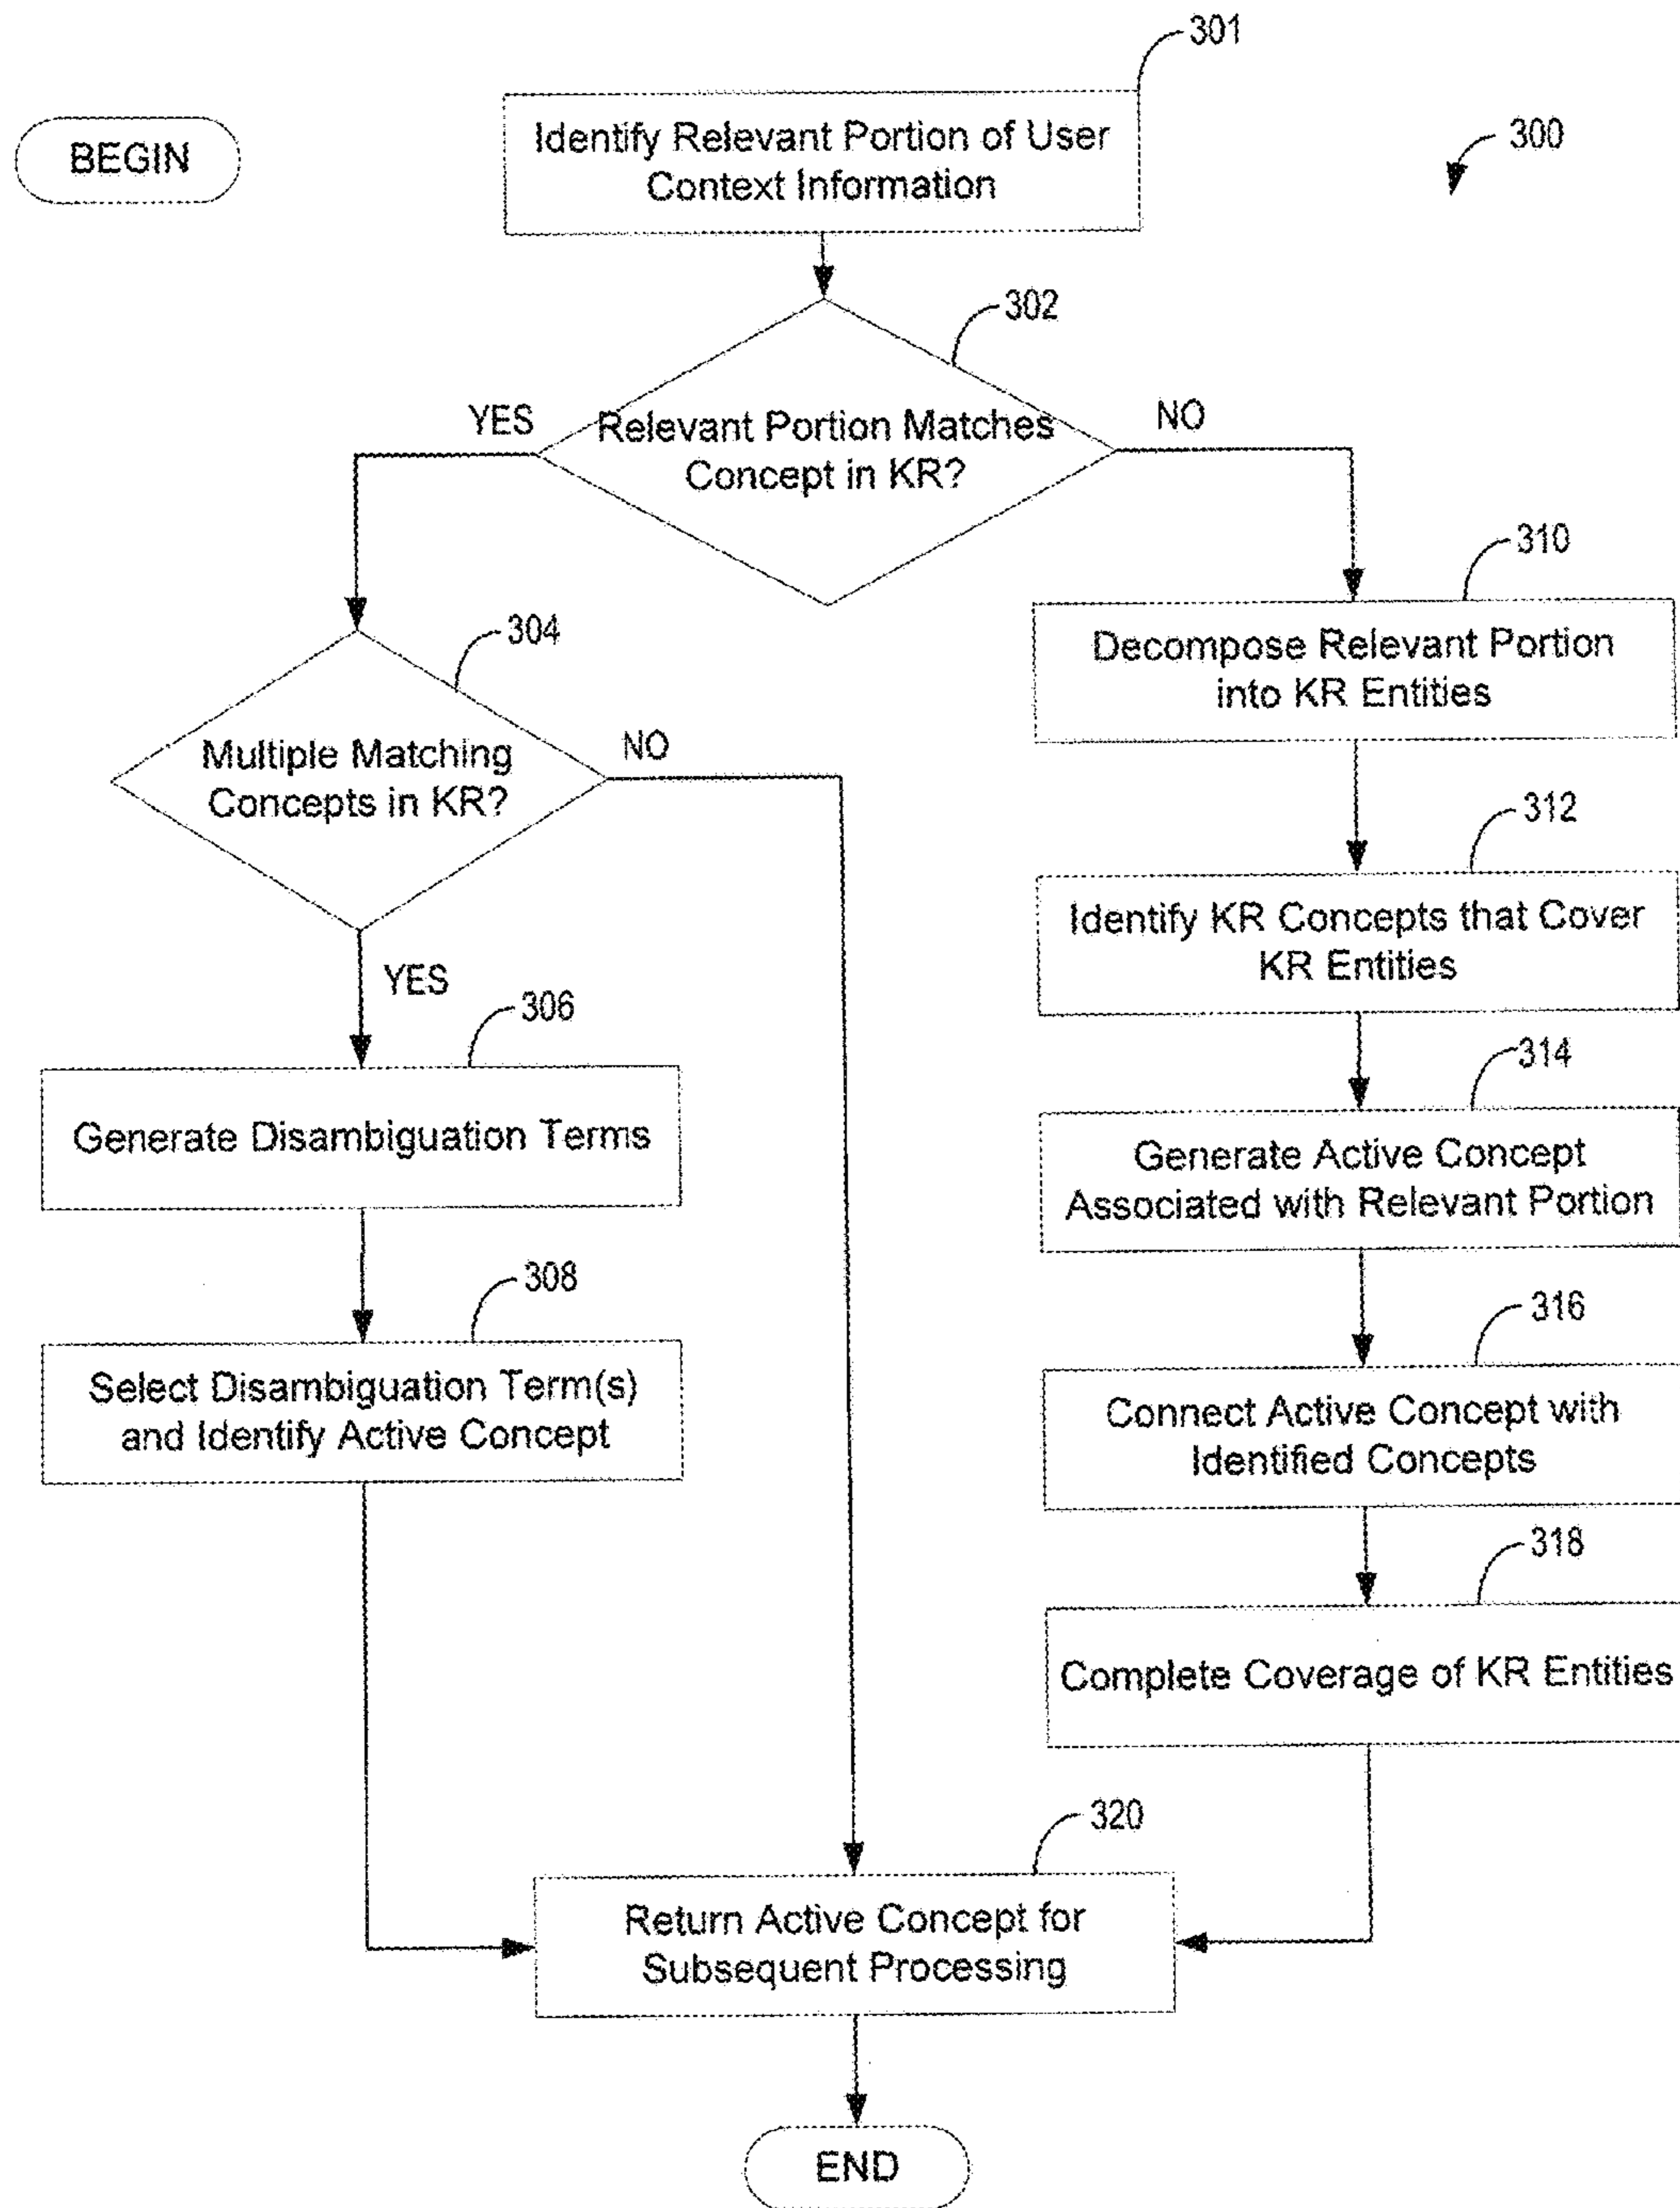 301
BEGIN
Identify Relevant Portion of User
Context Information
300
302
YES
Relevant Portion Matches
Concept in KR?
NO
310
Decompose Relevant Portion
into KR Entities
304
Multiple Matching
Concepts in KR?
NO
YES
312
Identify KR Concepts that Cover
KR Entities
306
Generate Disambiguation Terms
314
Generate Active Concept
Associated with Relevant Portion
308
Select Disambiguation Term(s)
and Identify Active Concept
316
Connect Active Concept with
Identified Concepts
318
Complete Coverage of KR Entities
320
Return Active Concept for
Subsequent Processing
END